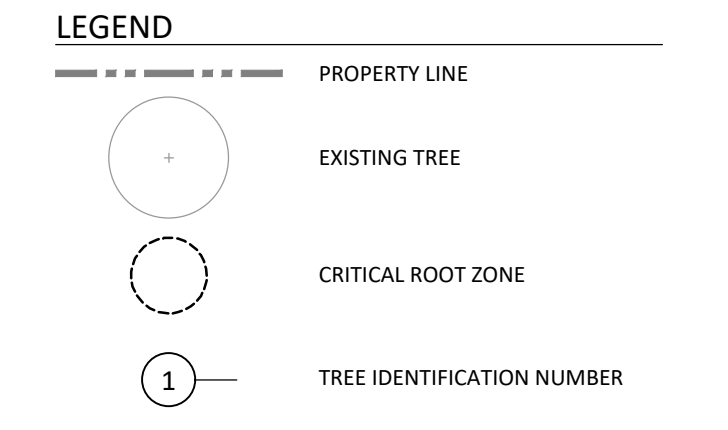 LEGEND
PROPERTY LINE
EXISTING TREE
CRITICAL ROOT ZONE
1
TREE IDENTIFICATION NUMBER